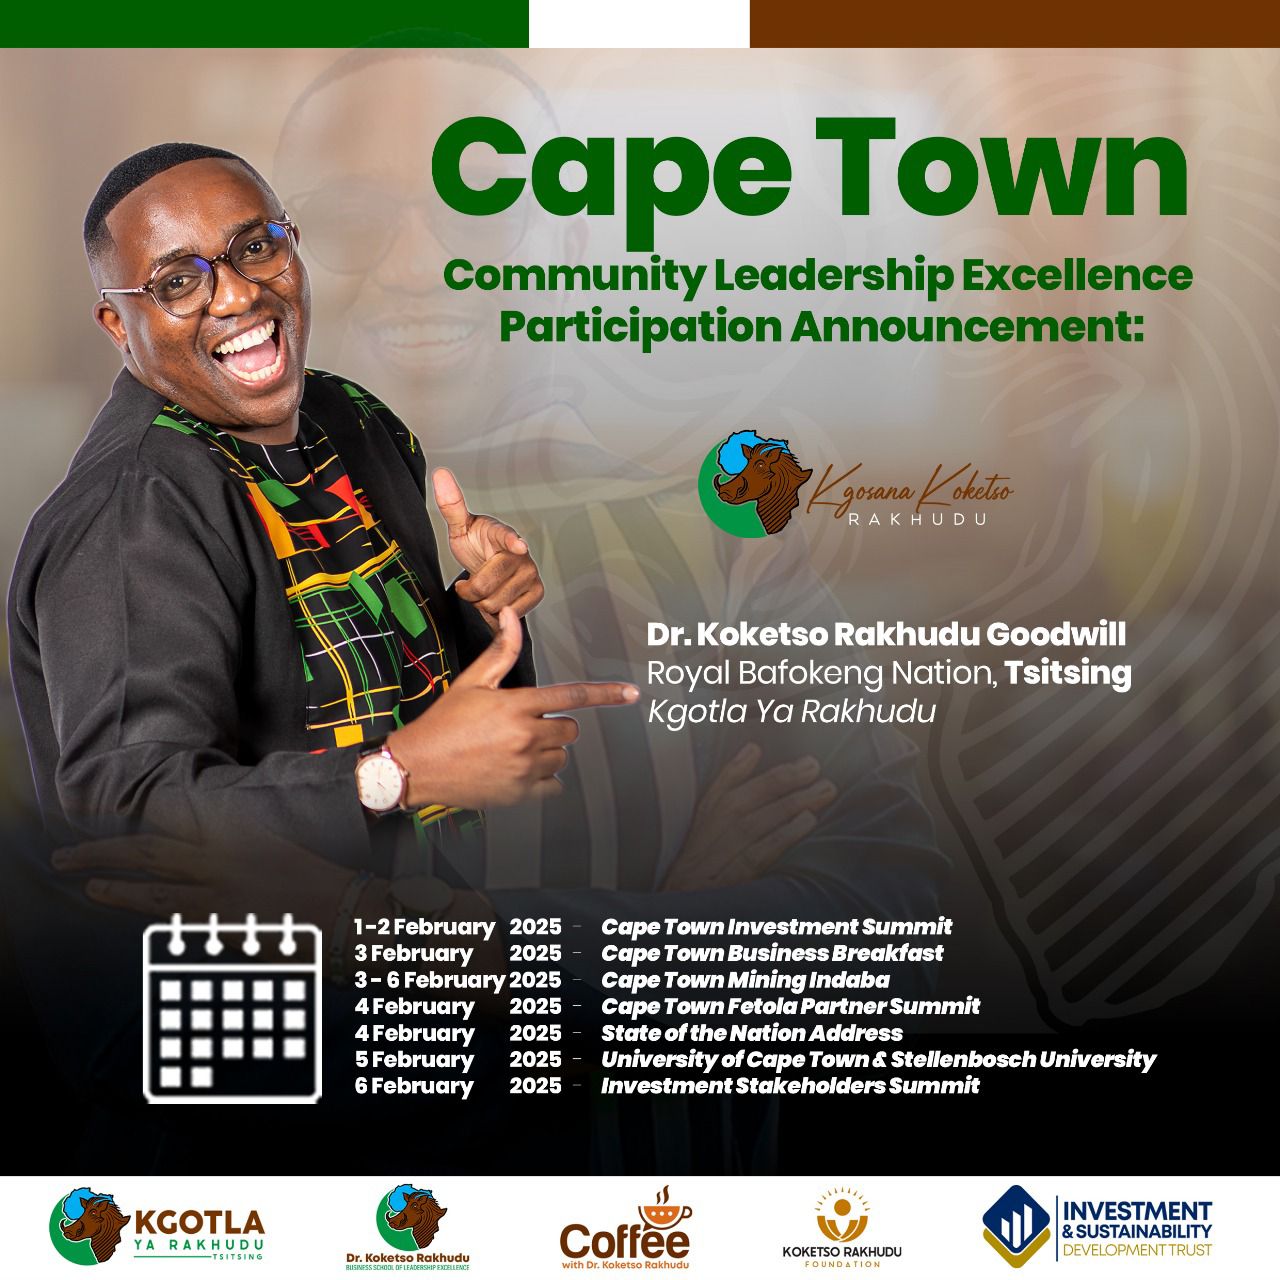 Cape Town
Community Leadership Excellence
Participation Announcement:
Kgosana Koketso
RAKHUDU
Dr. Koketso Rakhudu Goodwill
Royal Bafokeng Nation, Tsitsing
Kgotla Ya Rakhudu
1-2 February 2025 - Cape Town Investment Summit
3 February 2025 - Cape Town Business Breakfast
3 - 6 February 2025 - Cape Town Mining Indaba
4 February 2025 - Cape Town Fetola Partner Summit
4 February 2025 - State of the Nation Address
5 February 2025 - University of Cape Town & Stellenbosch University
6 February 2025 - Investment Stakeholders Summit
KGOTLA
YA RAKHUDU
TSITSING
Dr. Koketso Rakhudu
BUSINESS SCHOOL OF LEADERSHIP EXCELLENCE
Coffee
with Dr. Koketso Rakhudu
KOKETSO RAKHUDU
FOUNDATION
INVESTMENT
& SUSTAINABILITY
DEVELOPMENT TRUST